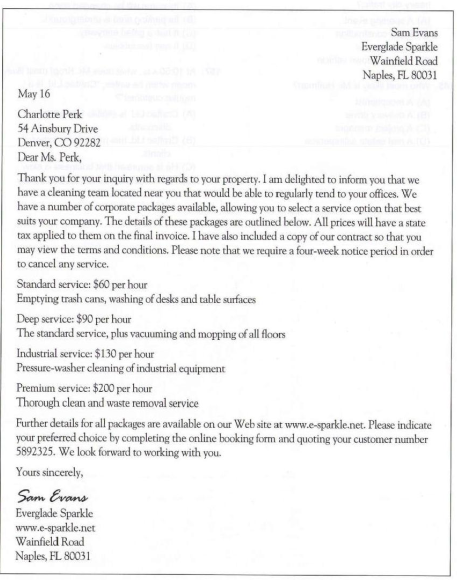 Sam Evans
Everglade Sparkle
Wainfield Road
Naples, FL 80031
May 16
Charlotte Perk
54 Ainsbury Drive
Denver, CO 92282
Dear Ms. Perk,
Thank you for your inquiry with regards to your property. I am delighted to inform you that we
have a cleaning team located near you that would be able to regularly tend to your offices. We
have a number of corporate packages available, allowing you to select a service option that best
suits your company. The details of these packages are outlined below. All prices will have a state
tax applied to them on the final invoice. I have also included a copy of our contract so that you
may view the terms and conditions. Please note that we require a four-week notice period in order
to cancel any service.
Standard service: $60 per hour
Emptying trash cans, washing of desks and table surfaces
Deep service: $90 per hour
The standard service, plus vacuuming and mopping of all floors
Industrial service: $130 per hour
Pressure-washer cleaning of industrial equipment
Premium service: $200 per hour
Thorough clean and waste removal service
Further details for all packages are available on our Web site at www.e-sparkle.net. Please indicate
your preferred choice by completing the online booking form and quoting your customer number
5892325. We look forward to working with you.
Yours sincerely,
Sam Evans
Everglade Sparkle
www.e-sparkle.net
Wainfield Road
Naples, FL 80031